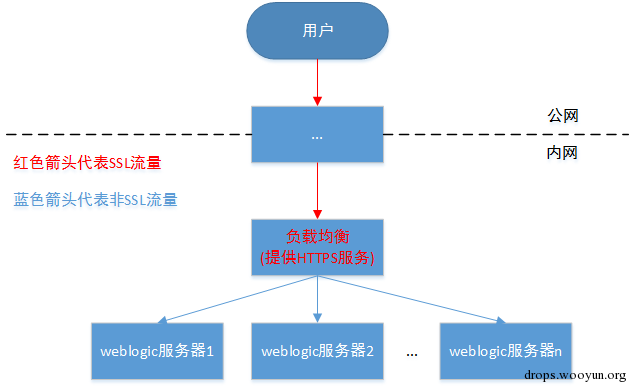 用户
...
公网
内网
红色箭头代表SSL流量
蓝色箭头代表非SSL流量
负载均衡
(提供HTTPS服务)
weblogic服务器1
weblogic服务器2
...
weblogic服务器n
drops.wooyun.org